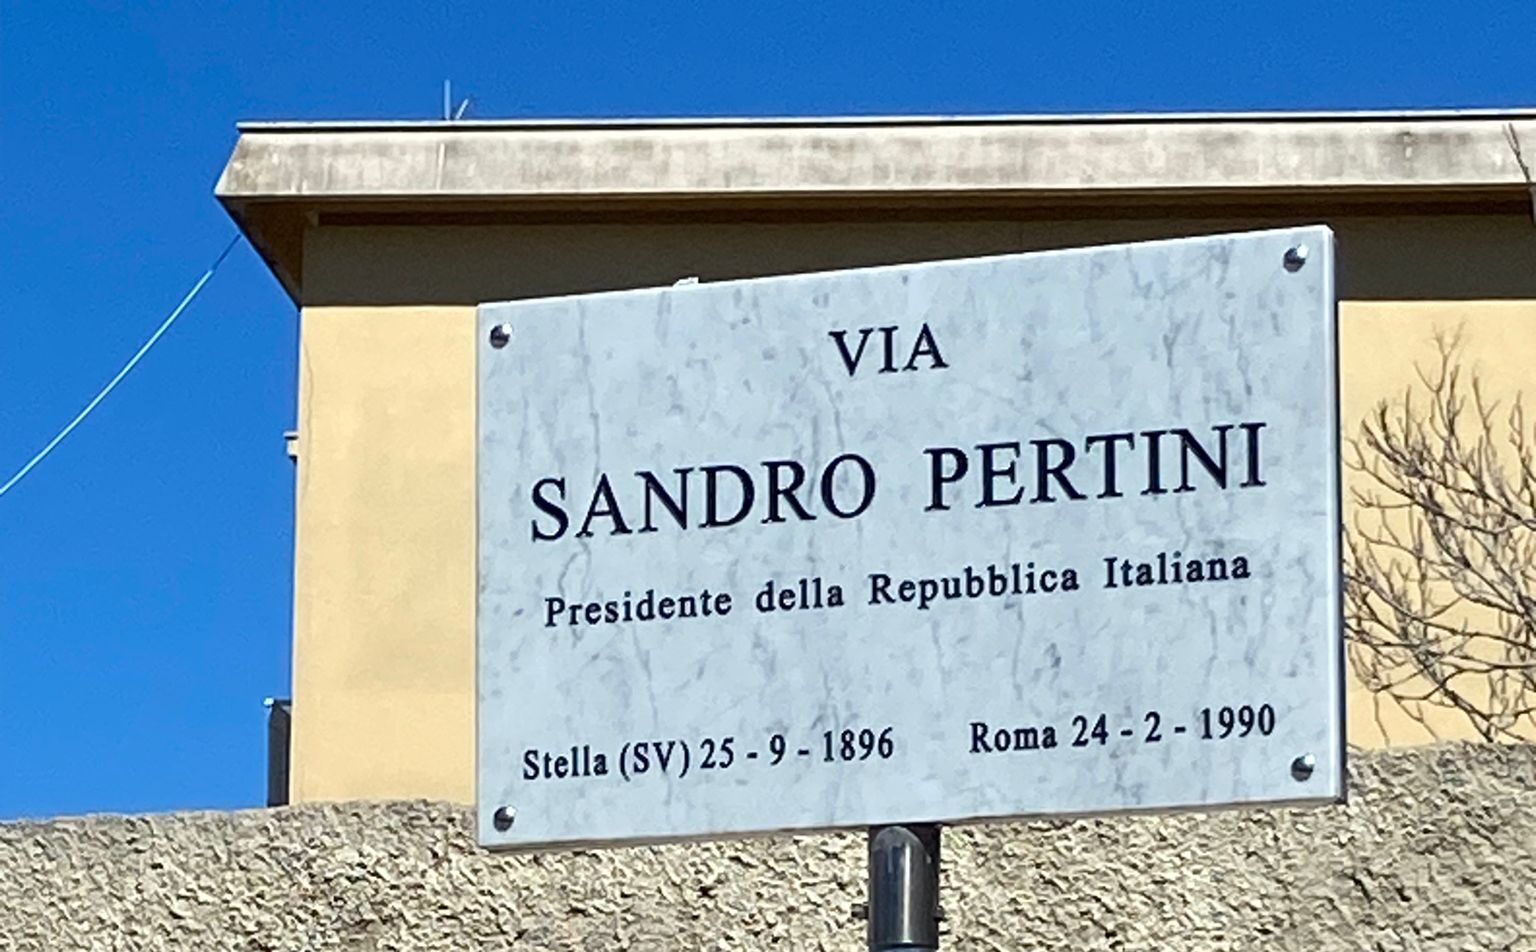 VIA
SANDRO PERTINI
Presidente della Repubblica Italiana
Stella (SV) 25 - 9 - 1896 Roma 24 - 2 - 1990